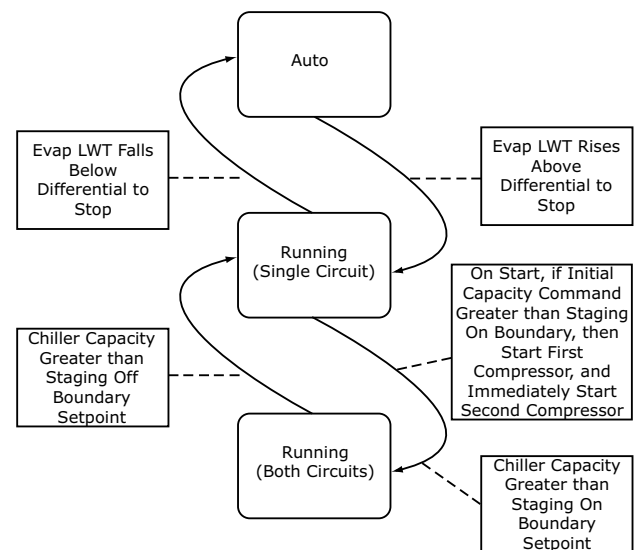 Auto
Evap LWT Falls
Below
Differential to
Stop
Evap LWT Rises
Above
Differential to
Stop
Running
(Single Circuit)
On Start, if Initial
Capacity Command
Greater than Staging
On Boundary, then
Start First
Compressor, and
Immediately Start
Second Compressor
Chiller Capacity
Greater than
Staging Off
Boundary
Setpoint
Running
(Both Circuits)
Chiller Capacity
Greater than
Staging On
Boundary
Setpoint